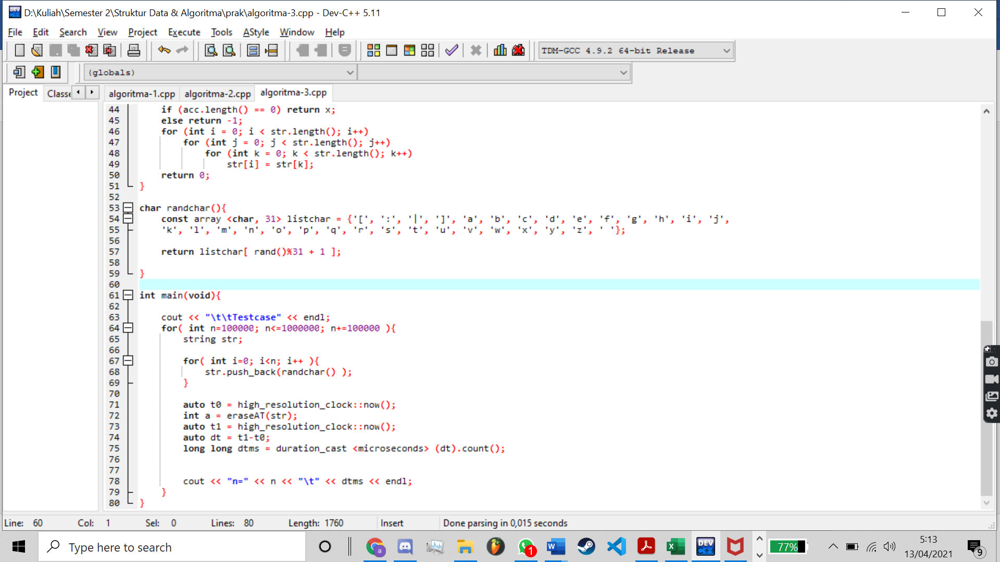 D:\Kuliah\Semester 2\Struktur Data & Algoritma\prak\algoritma-3.cpp - Dev-C++ 5.11
File Edit Search View Project Execute Tools AStyle Window Help
TDM-GCC 4.9.2 64-bit Release
(globals)
Project Classe algoritma-1.cpp algoritma-2.cpp algoritma-3.cpp
44 if (acc.length() == 0) return x;
45 else return -1;
46 for (int i = 0; i < str.length(); i++)
47 for (int j = 0; j < str.length(); j++)
48 for (int k = 0; k < str.length(); k++)
49 str[i] = str[k];
50 return 0;
51 }
52
53 char randchar(){
54 const array <char, 31> listchar = {'[', ':', '|', ']', 'a', 'b', 'c', 'd', 'e', 'f', 'g', 'h', 'i', 'j',
55 'k', 'l', 'm', 'n', 'o', 'p', 'q', 'r', 's', 't', 'u', 'v', 'w', 'x', 'y', 'z', ' '};
56
57 return listchar[ rand()%31 + 1 ];
58
59 }
60
61 int main(void){
62
63 cout << "\t\tTestcase" << endl;
64 for( int n=100000; n<=1000000; n+=100000 ){
65 string str;
66
67 for( int i=0; i<n; i++ ){
68 str.push_back(randchar() );
69 }
70
71 auto t0 = high_resolution_clock::now();
72 int a = eraseAT(str);
73 auto t1 = high_resolution_clock::now();
74 auto dt = t1-t0;
75 long long dtms = duration_cast <microseconds> (dt).count();
76
77
78 cout << "n=" << n << "\t" << dtms << endl;
79 }
80 }
Line: 60 Col: 1 Sel: 0 Lines: 80 Length: 1760 Insert Done parsing in 0,015 seconds
Type here to search
a
1
DEV C++
77%
5:13
13/04/2021
9